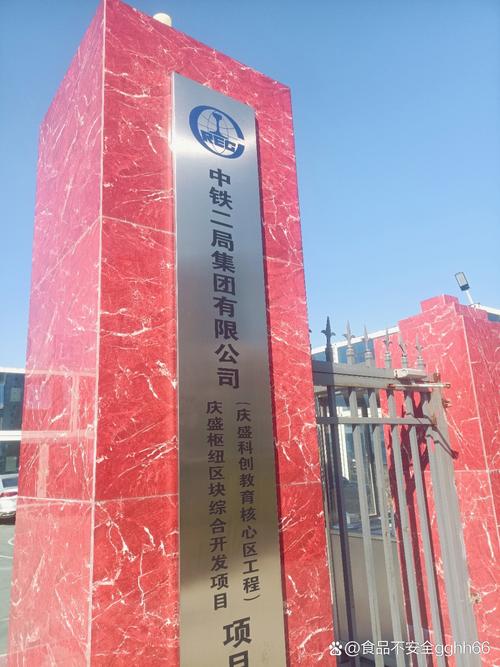 CREC
中铁二局集团有限公司
庆盛枢纽区块综合开发项目
(庆盛科创教育核心区工程)
项目
@食品不安全gghh66